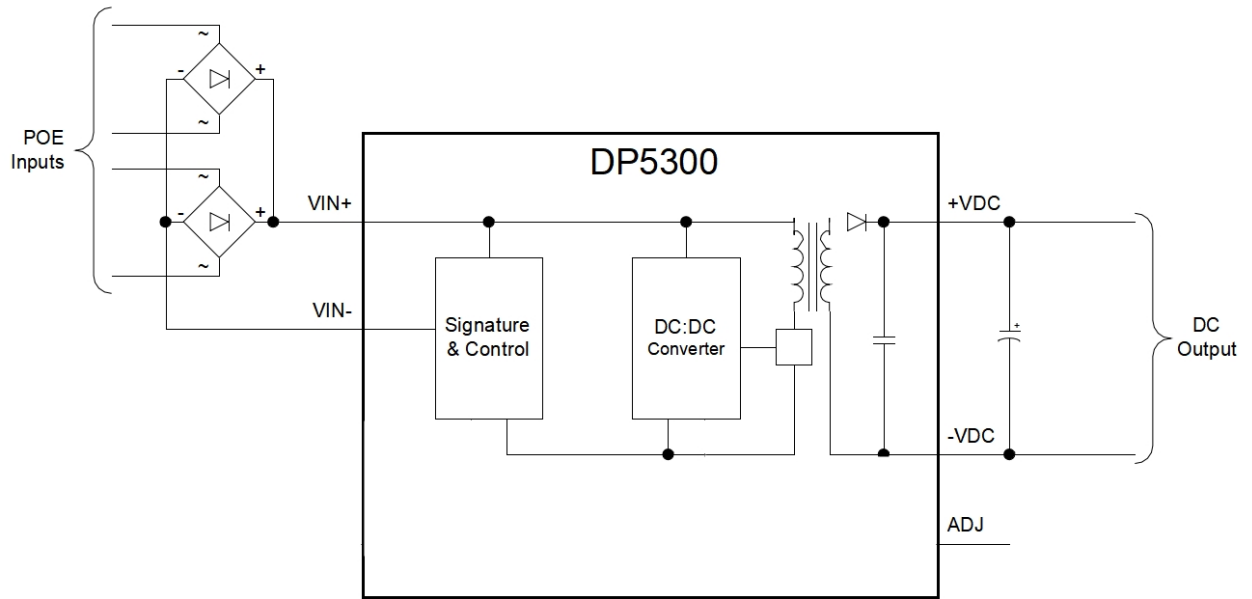 ~
- +
~
POE
Inputs
~
- +
~
DP5300
VIN+
VIN-
Signature
& Control
DC:DC
Converter
+VDC
+
-VDC
ADJ
DC
Output